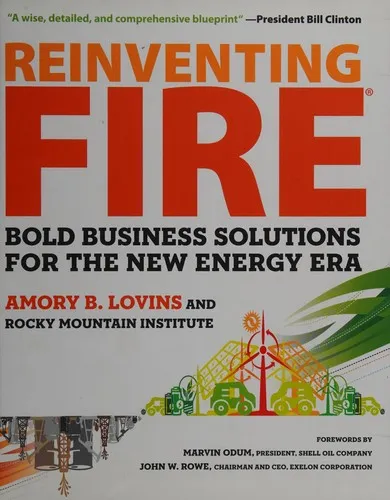 “A wise, detailed, and comprehensive blueprint” —President Bill Clinton
REINVENTING
FIRE®
BOLD BUSINESS SOLUTIONS
FOR THE NEW ENERGY ERA
AMORY B. LOVINS AND
ROCKY MOUNTAIN INSTITUTE
FOREWORDS BY
MARVIN ODUM, PRESIDENT, SHELL OIL COMPANY
JOHN W. ROWE, CHAIRMAN AND CEO, EXELON CORPORATION